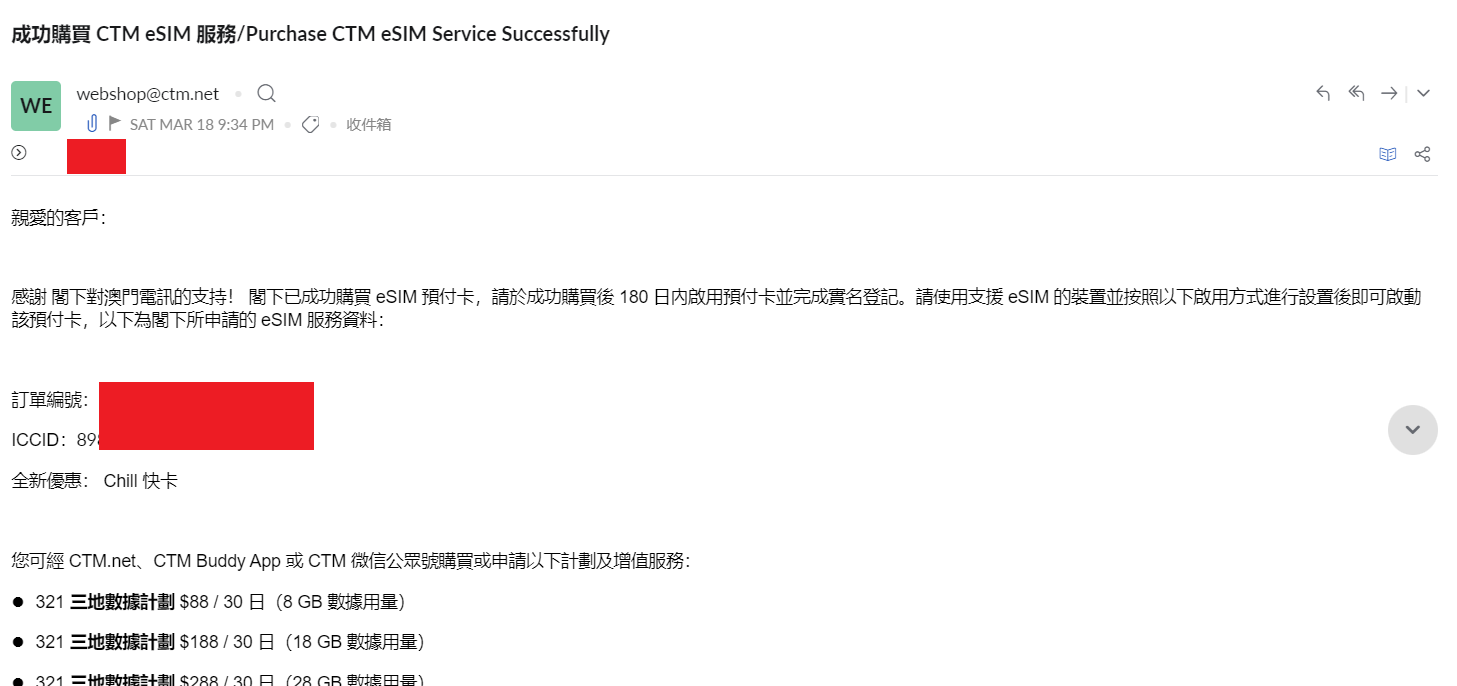 成功購買 CTM eSIM 服務/Purchase CTM eSIM Service Successfully
WE
webshop@ctm.net
SAT MAR 18 9:34 PM
收件箱
親愛的客戶：
感謝 閣下對澳門電訊的支持！ 閣下已成功購買 eSIM 預付卡，請於成功購買後 180 日內啟用預付卡並完成實名登記。請使用支援 eSIM 的裝置並按照以下啟用方式進行設置後即可啟動
該預付卡，以下為閣下所申請的 eSIM 服務資料：
訂單編號：
ICCID：898
全新優惠： Chill 快卡
您可經 CTM.net、CTM Buddy App 或 CTM 微信公眾號購買或申請以下計劃及增值服務：
● 321 三地數據計劃 $88 / 30 日（8 GB 數據用量）
● 321 三地數據計劃 $188 / 30 日（18 GB 數據用量）
● 321 三地數據計劃 $288 / 30 日（28 GB 數據用量）